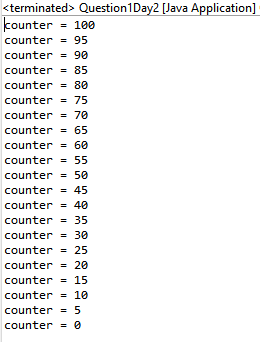 <terminated> Question1Day2 [Java Application]
counter = 100
counter = 95
counter = 90
counter = 85
counter = 80
counter = 75
counter = 70
counter = 65
counter = 60
counter = 55
counter = 50
counter = 45
counter = 40
counter = 35
counter = 30
counter = 25
counter = 20
counter = 15
counter = 10
counter = 5
counter = 0